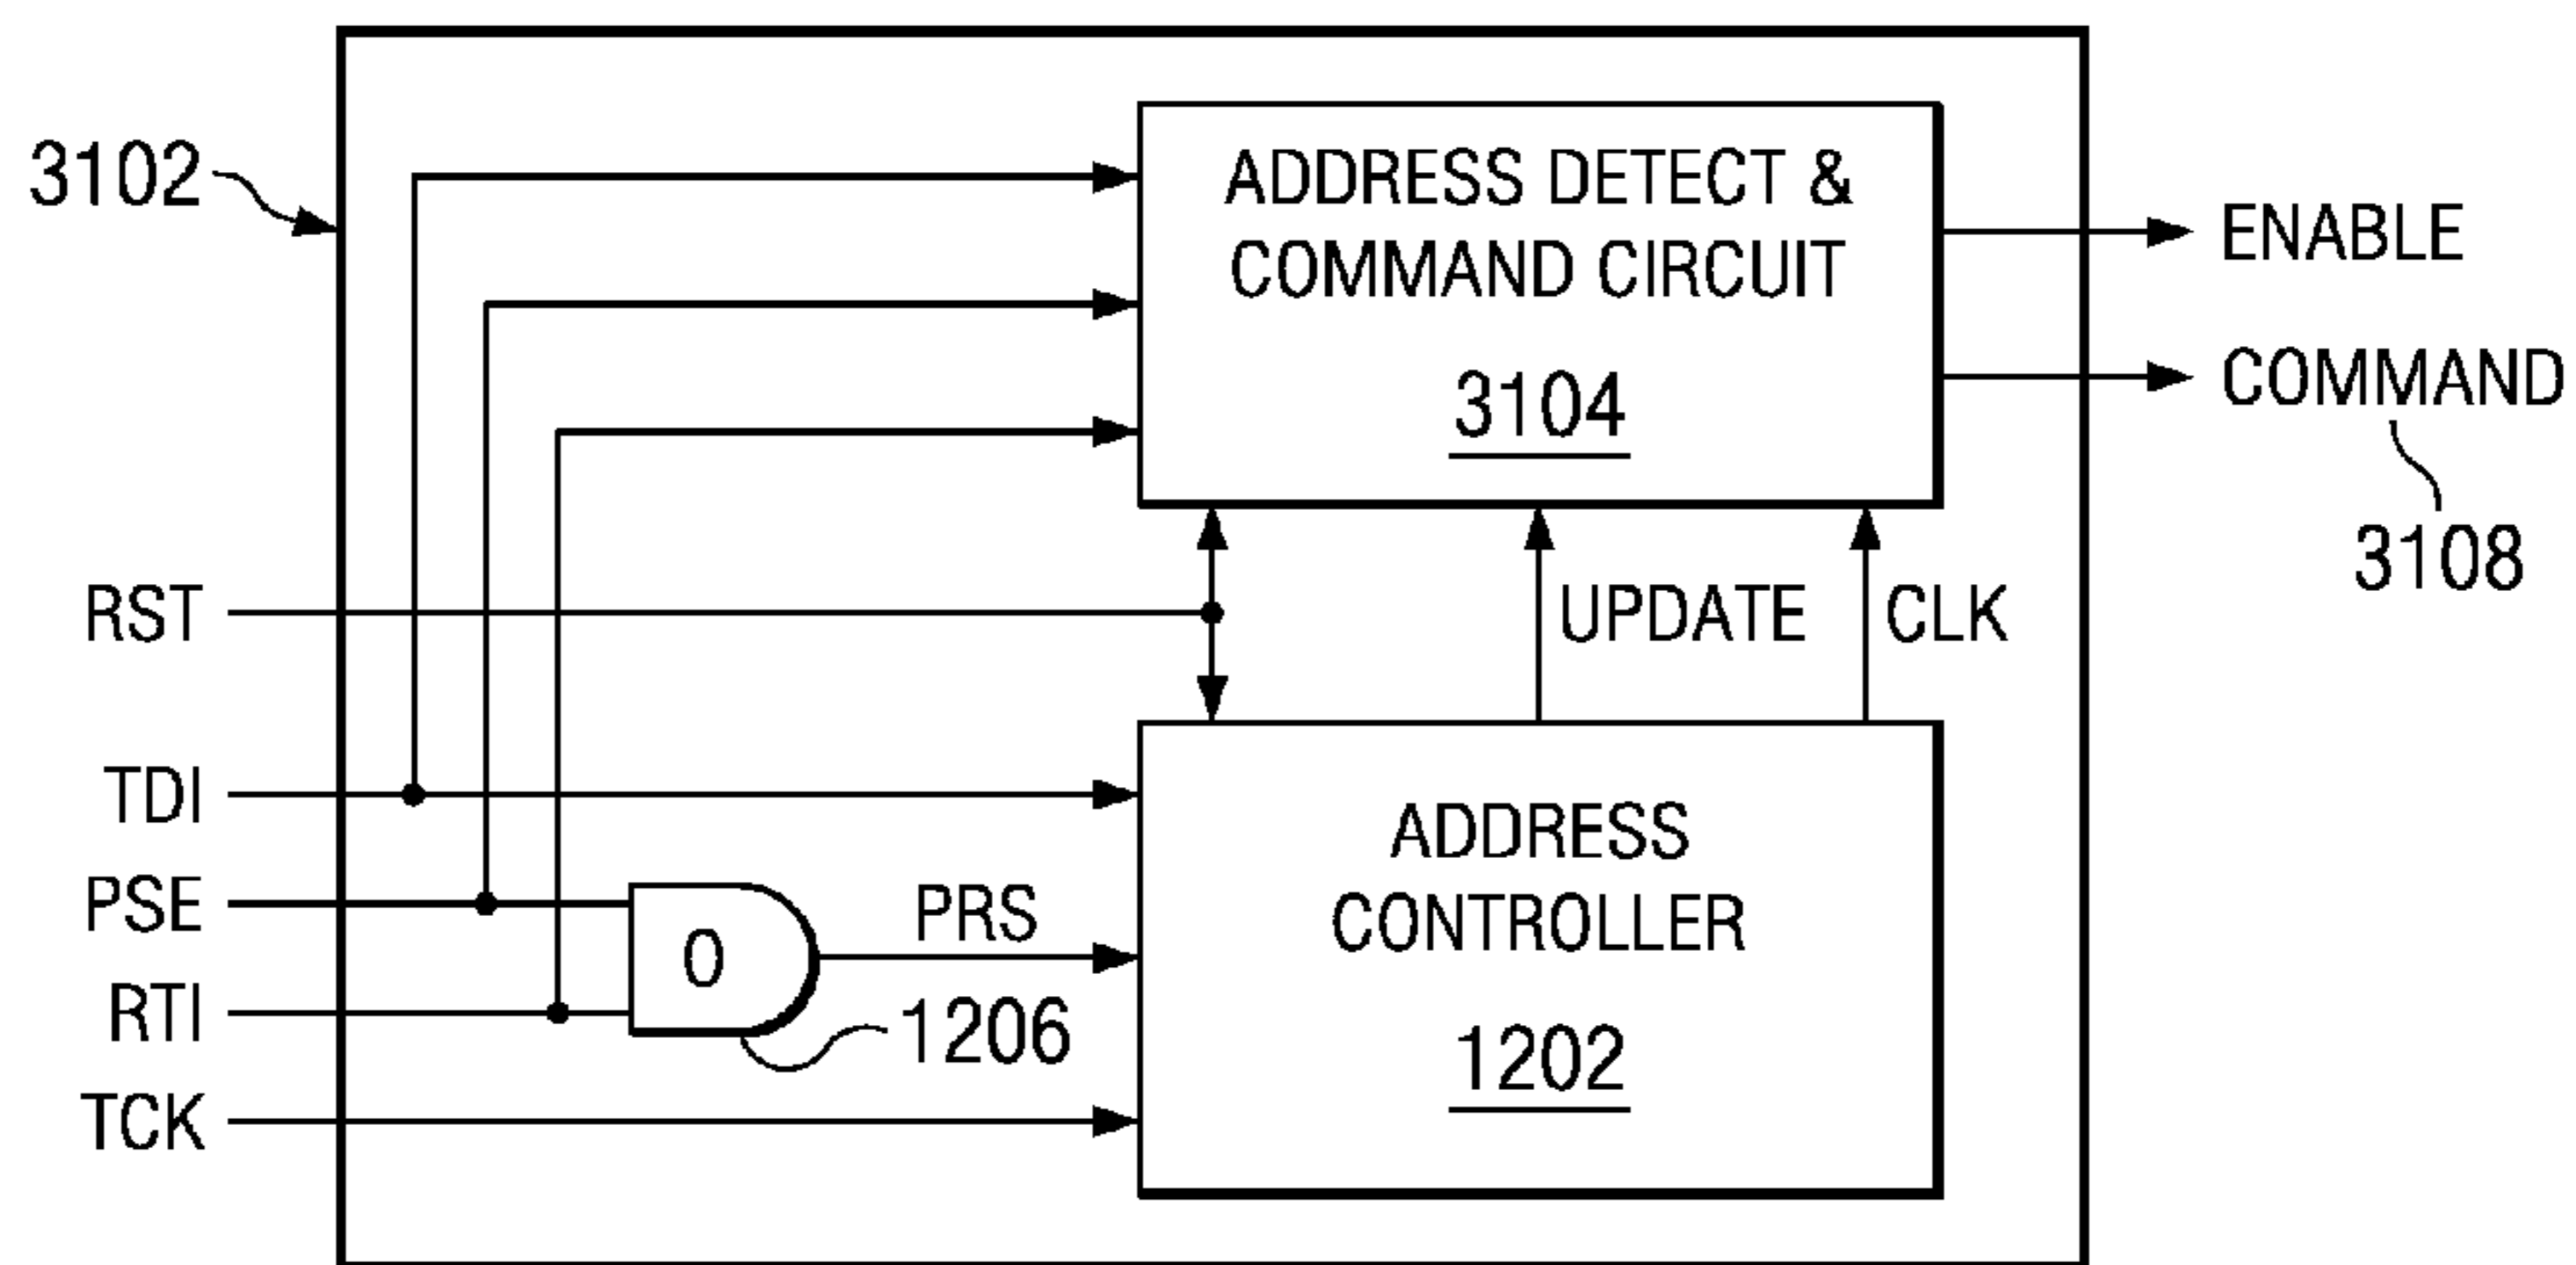 3102
ADDRESS DETECT &
COMMAND CIRCUIT
3104
ENABLE
COMMAND
3108
RST
UPDATE
CLK
TDI
PSE
RTI
TCK
O
PRS
1206
ADDRESS
CONTROLLER
1202